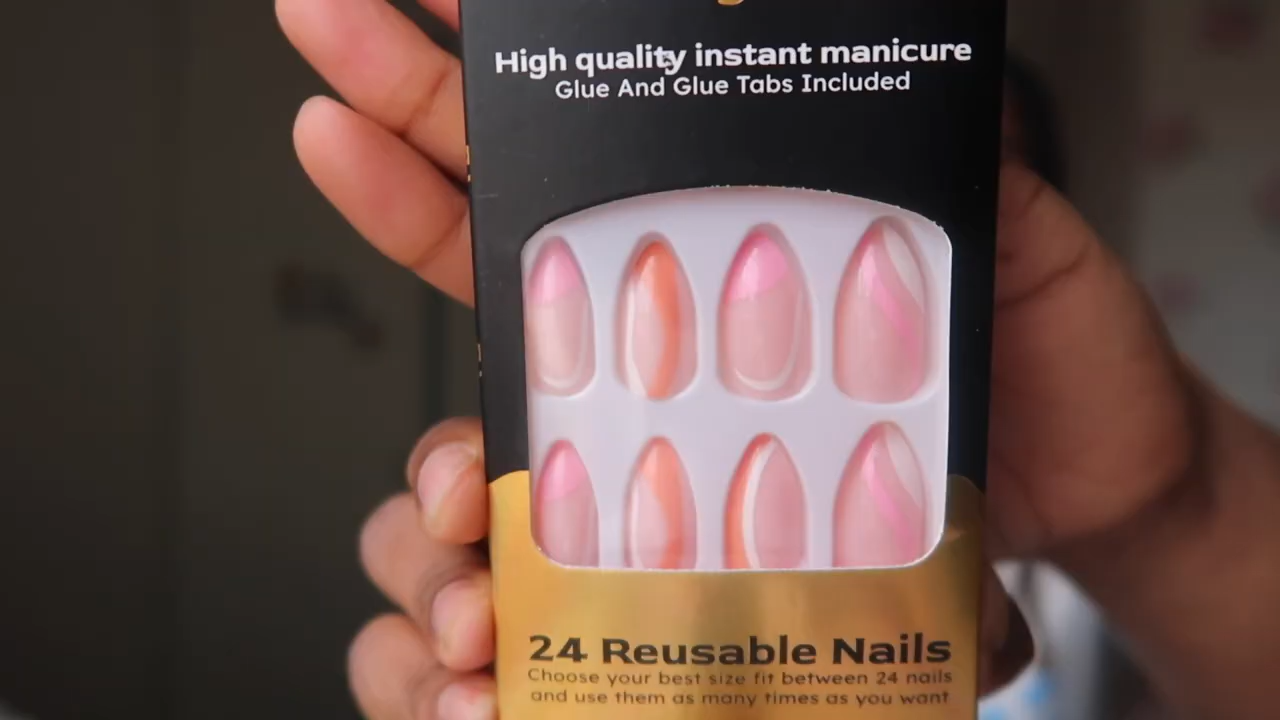 High quality instant manicure
Glue And Glue Tabs Included
24 Reusable Nails
Choose your best size fit between 24 nails
and use them as many times as you want